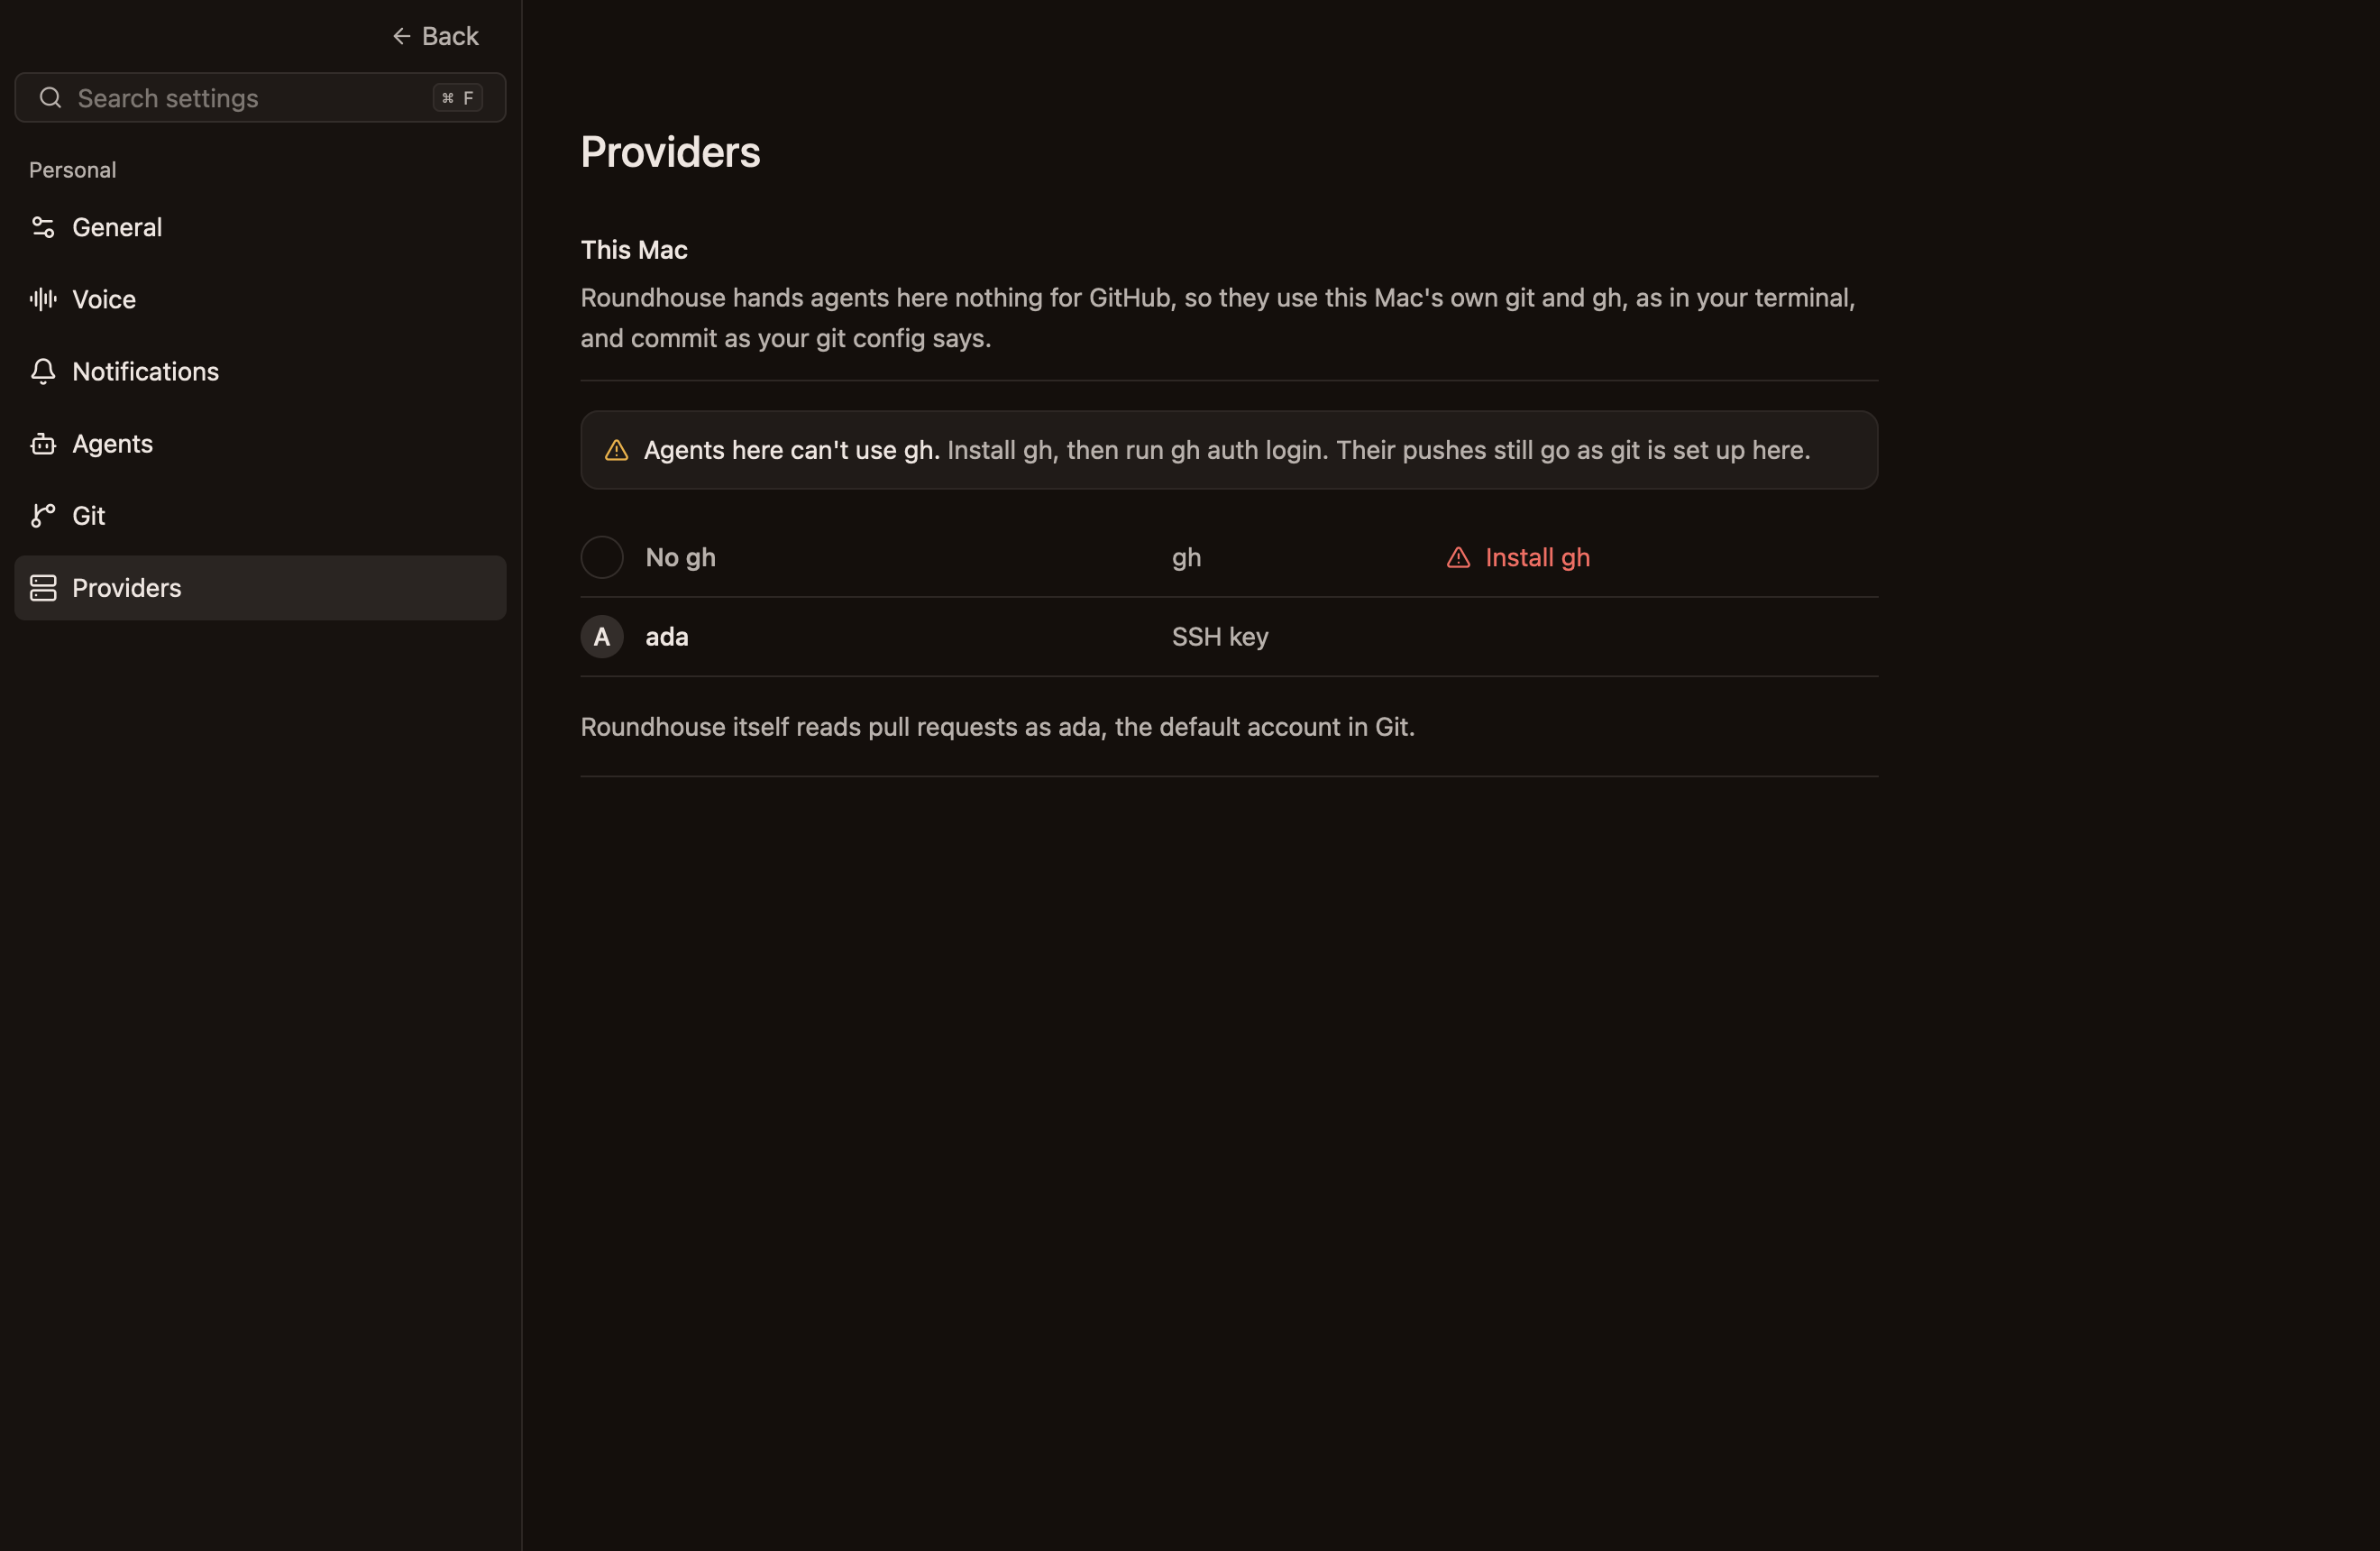 Back
Search settings ⌘ F
Personal
General
Voice
Notifications
Agents
Git
Providers
Providers
This Mac
Roundhouse hands agents here nothing for GitHub, so they use this Mac's own git and gh, as in your terminal,
and commit as your git config says.
Agents here can't use gh. Install gh, then run gh auth login. Their pushes still go as git is set up here.
No gh gh Install gh
A ada SSH key
Roundhouse itself reads pull requests as ada, the default account in Git.